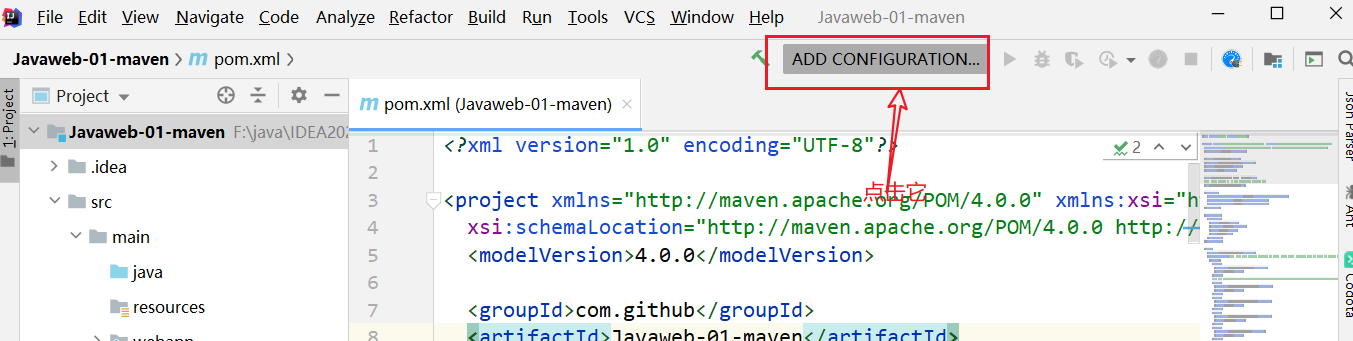 File Edit View Navigate Code Analyze Refactor Build Run Tools VCS Window Help Javaweb-01-maven
Javaweb-01-maven pom.xml ADD CONFIGURATION...
1: Project
Project
pom.xml (Javaweb-01-maven)
Json Parser
Javaweb-01-maven F:\java\IDEA202
1 <?xml version="1.0" encoding="UTF-8"?>
2
.idea
2
点击它
src
3 <project xmlns="http://maven.apache.org/POM/4.0.0" xmlns:xsi="h
Ant
main
4 xsi:schemaLocation="http://maven.apache.org/POM/4.0.0 http://
java
5 <modelVersion>4.0.0</modelVersion>
6
resources
7 <groupId>com.github</groupId>
Codota
webapp
8 <artifactId>Javaweb-01-maven</artifactId>